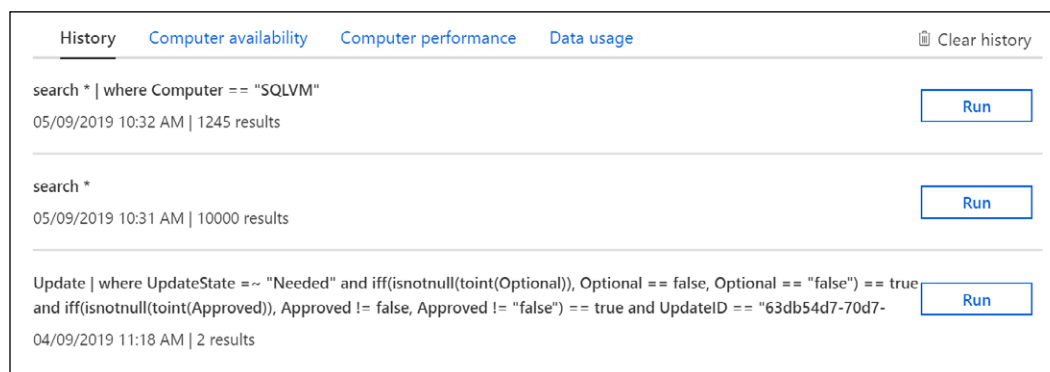 History Computer availability Computer performance Data usage Clear history
search * | where Computer == "SQLVM"
Run
05/09/2019 10:32 AM | 1245 results
search *
Run
05/09/2019 10:31 AM | 10000 results
Update | where UpdateState =~ "Needed" and iff(isnotnull(toint(Optional)), Optional == false, Optional == "false") == true
and iff(isnotnull(toint(Approved)), Approved != false, Approved != "false") == true and UpdateID == "63db54d7-70d7-
Run
04/09/2019 11:18 AM | 2 results